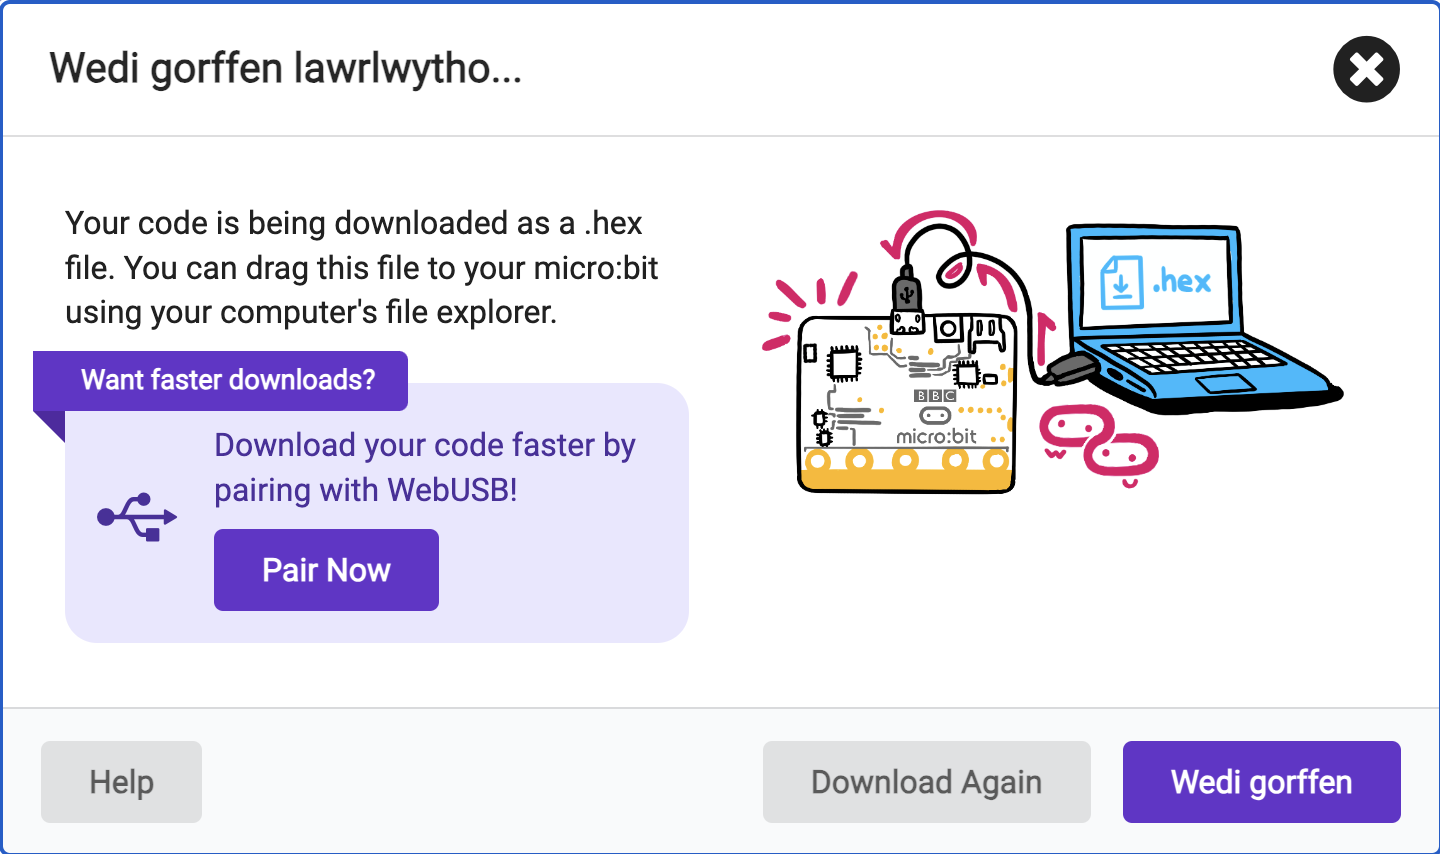 Wedi gorffen lawrlwytho...
Your code is being downloaded as a .hex
file. You can drag this file to your micro:bit
using your computer's file explorer.
Want faster downloads?
Download your code faster by
pairing with WebUSB!
Pair Now
.hex
BBC
micro:bit
Help
Download Again
Wedi gorffen